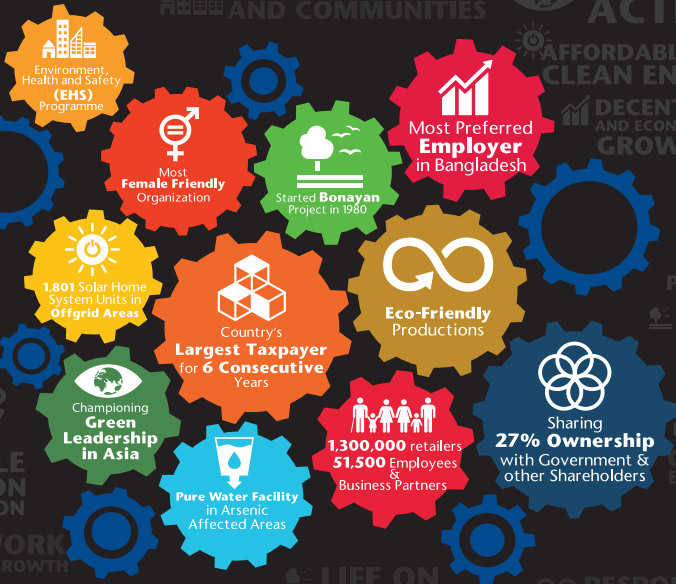 AND COMMUNITIES
AFFORDABL
CLEAN EN
DECEN
AND ECON
GROW
Environment,
Health and Safety
(EHS)
Programme
Most
Female Friendly
Organization
Started Bonayan
Project in 1980
Most Preferred
Employer
in Bangladesh
1,801 Solar Home
System Units in
Offgrid Areas
Country's
Largest Taxpayer
for 6 Consecutive
Years
Eco-Friendly
Productions
Championing
Green
Leadership
in Asia
Pure Water Facility
in Arsenic
Affected Areas
1,300,000 retailers
51,500 Employees
&
Business Partners
Sharing
27% Ownership
with Government &
other Shareholders
LE
ON
ON
WORK
ROWTH
LIFE ON